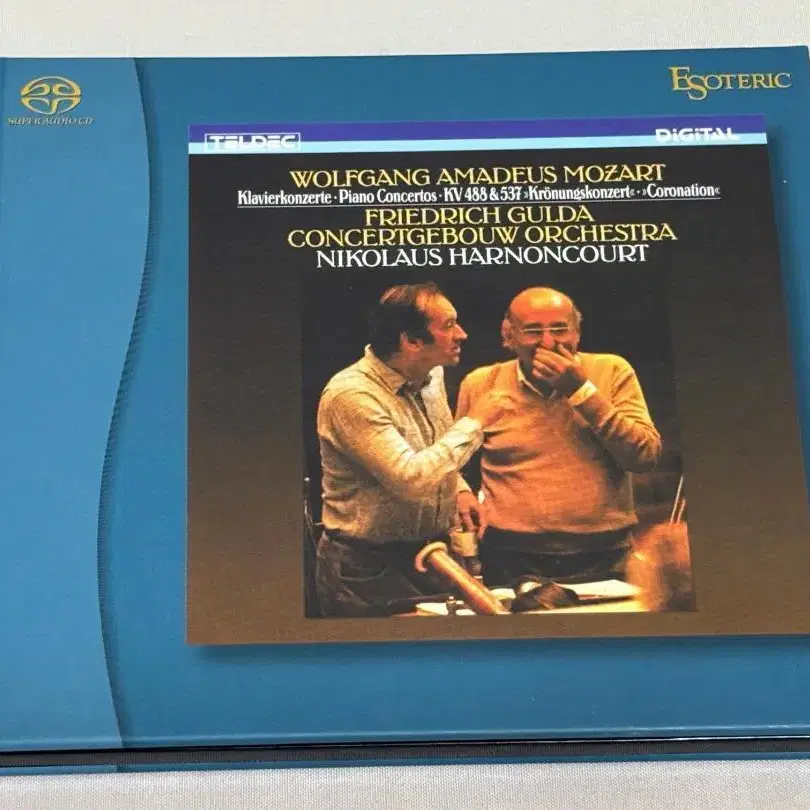 SUPER AUDIO CD
ESOTERIC
TELDEC
DIGITAL
WOLFGANG AMADEUS MOZART
Klavierkonzerte · Piano Concertos · KV 488 & 537 »Krönungskonzert« · »Coronation«
FRIEDRICH GULDA
CONCERTGEBOUW ORCHESTRA
NIKOLAUS HARNONCOURT